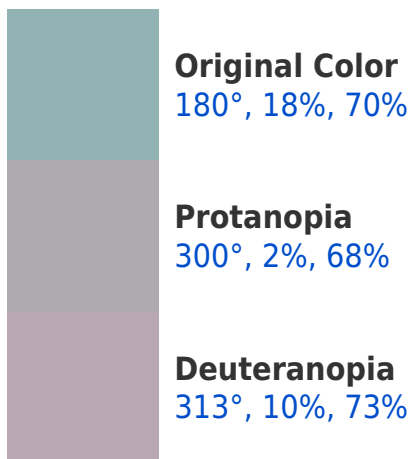 Original Color
180°, 18%, 70%
Protanopia
300°, 2%, 68%
Deuteranopia
313°, 10%, 73%